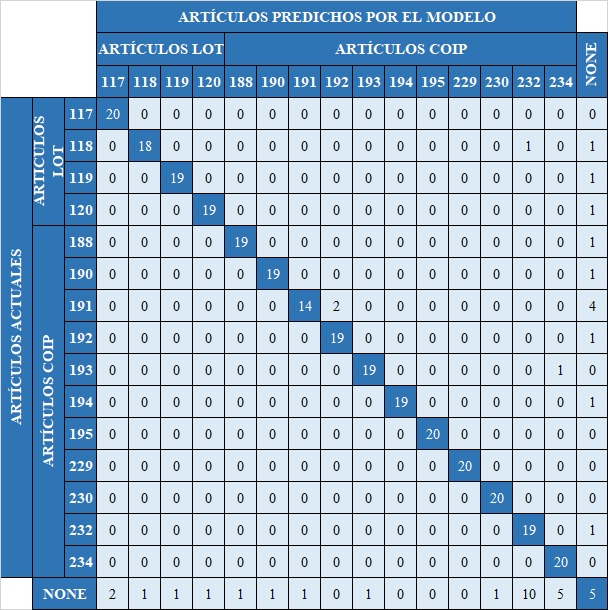 ARTÍCULOS PREDICHOS POR EL MODELO
NONE
ARTÍCULOS LOT ARTÍCULOS COIP
117 118 119 120 188 190 191 192 193 194 195 229 230 232 234
ARTÍCULOS ACTUALES
ARTÍCULOS LOT
117 20 0 0 0 0 0 0 0 0 0 0 0 0 0 0 0
118 0 18 0 0 0 0 0 0 0 0 0 0 0 1 0 1
119 0 0 19 0 0 0 0 0 0 0 0 0 0 0 0 1
120 0 0 0 19 0 0 0 0 0 0 0 0 0 0 0 1
ARTÍCULOS COIP
188 0 0 0 0 19 0 0 0 0 0 0 0 0 0 0 1
190 0 0 0 0 0 19 0 0 0 0 0 0 0 0 0 1
191 0 0 0 0 0 0 14 2 0 0 0 0 0 0 0 4
192 0 0 0 0 0 0 0 19 0 0 0 0 0 0 0 1
193 0 0 0 0 0 0 0 0 19 0 0 0 0 0 1 0
194 0 0 0 0 0 0 0 0 0 19 0 0 0 0 0 1
195 0 0 0 0 0 0 0 0 0 0 20 0 0 0 0 0
229 0 0 0 0 0 0 0 0 0 0 0 20 0 0 0 0
230 0 0 0 0 0 0 0 0 0 0 0 0 20 0 0 0
232 0 0 0 0 0 0 0 0 0 0 0 0 0 19 0 1
234 0 0 0 0 0 0 0 0 0 0 0 0 0 0 20 0
NONE 2 1 1 1 1 1 1 0 1 0 0 0 1 10 5 5